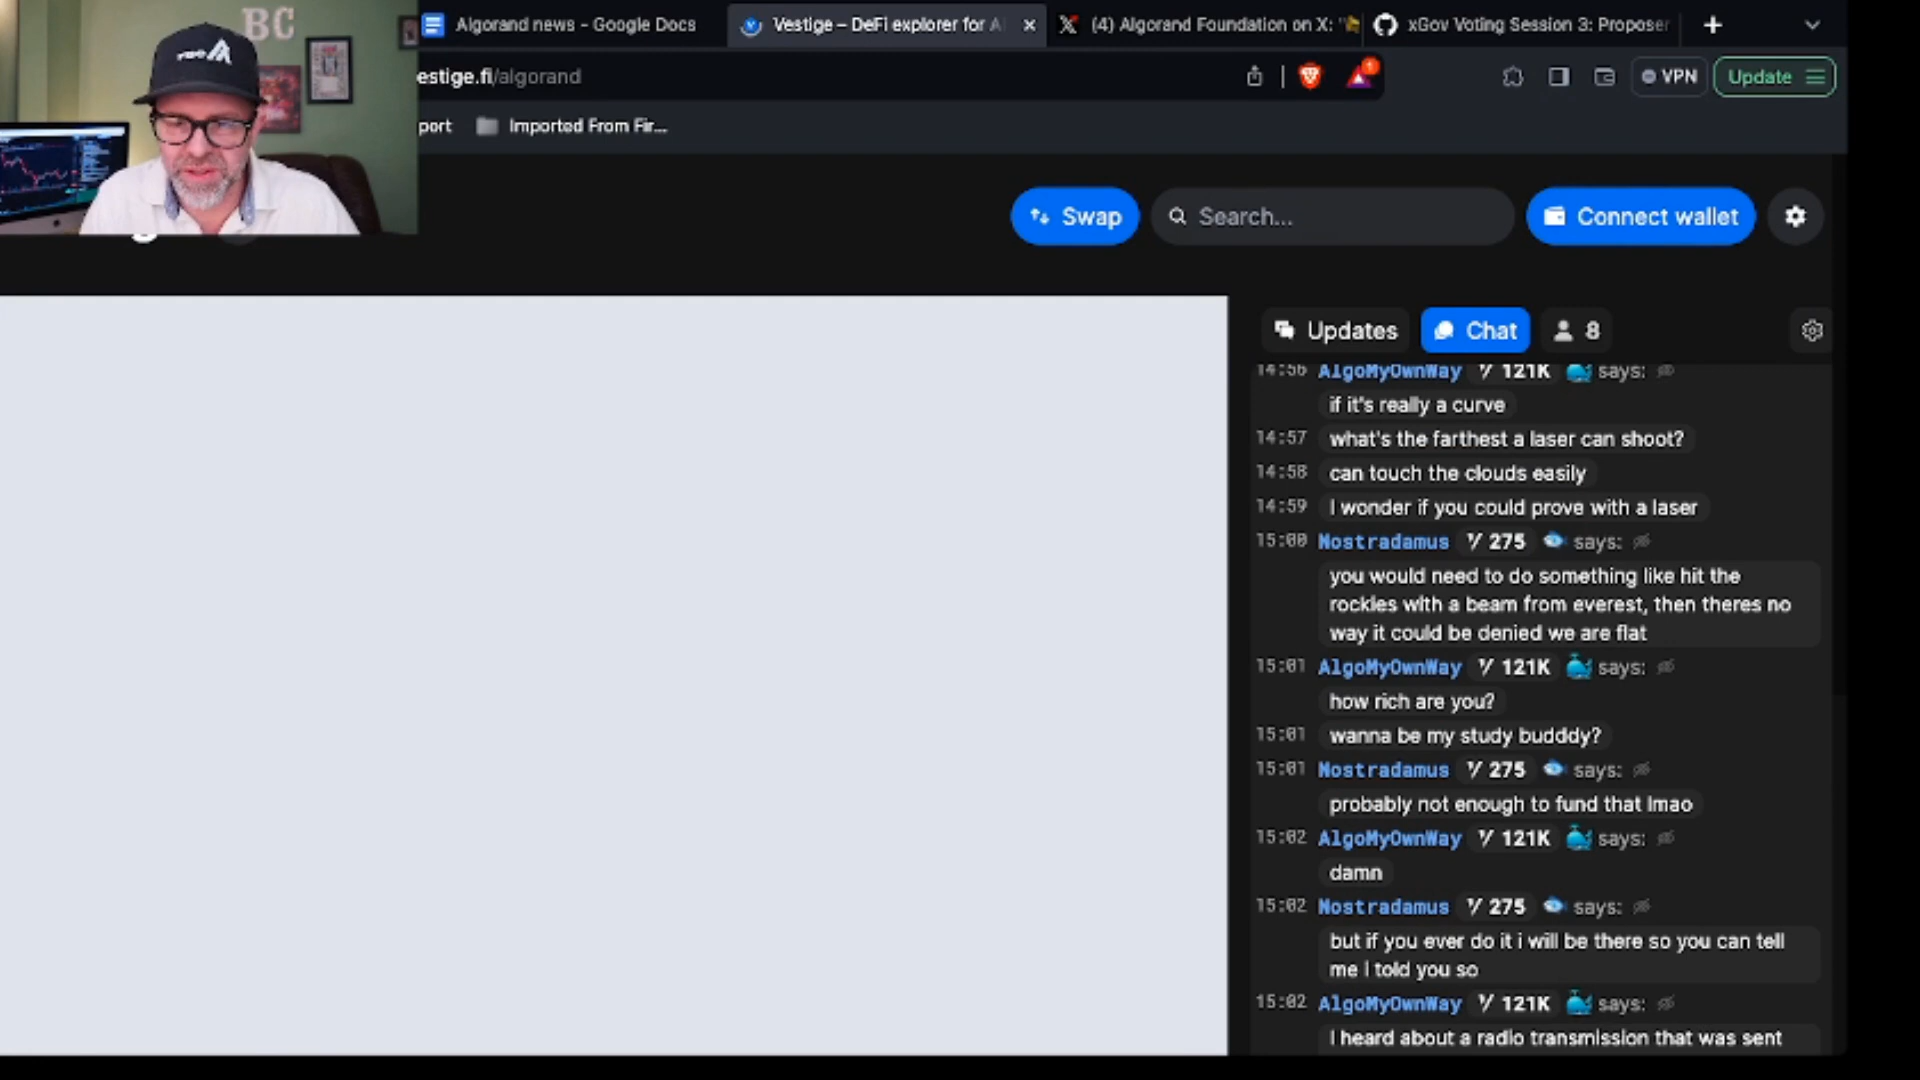 BC
Algorand news - Google Docs
Vestige – DeFi explorer for A
(4) Algorand Foundation on X: "
xGov Voting Session 3: Proposer
estige.fi/algorand
1
VPN
Update
port
Imported From Fir...
Swap
Search...
Connect wallet
Updates
Chat
8
14:56 AlgoMyOwnWay 121K says:
if it's really a curve
14:57 what's the farthest a laser can shoot?
14:58 can touch the clouds easily
14:59 I wonder if you could prove with a laser
15:00 Nostradamus 275 says:
you would need to do something like hit the
rockies with a beam from everest, then theres no
way it could be denied we are flat
15:01 AlgoMyOwnWay 121K says:
how rich are you?
15:01 wanna be my study budddy?
15:01 Nostradamus 275 says:
probably not enough to fund that lmao
15:02 AlgoMyOwnWay 121K says:
damn
15:02 Nostradamus 275 says:
but if you ever do it i will be there so you can tell
me I told you so
15:02 AlgoMyOwnWay 121K says:
I heard about a radio transmission that was sent